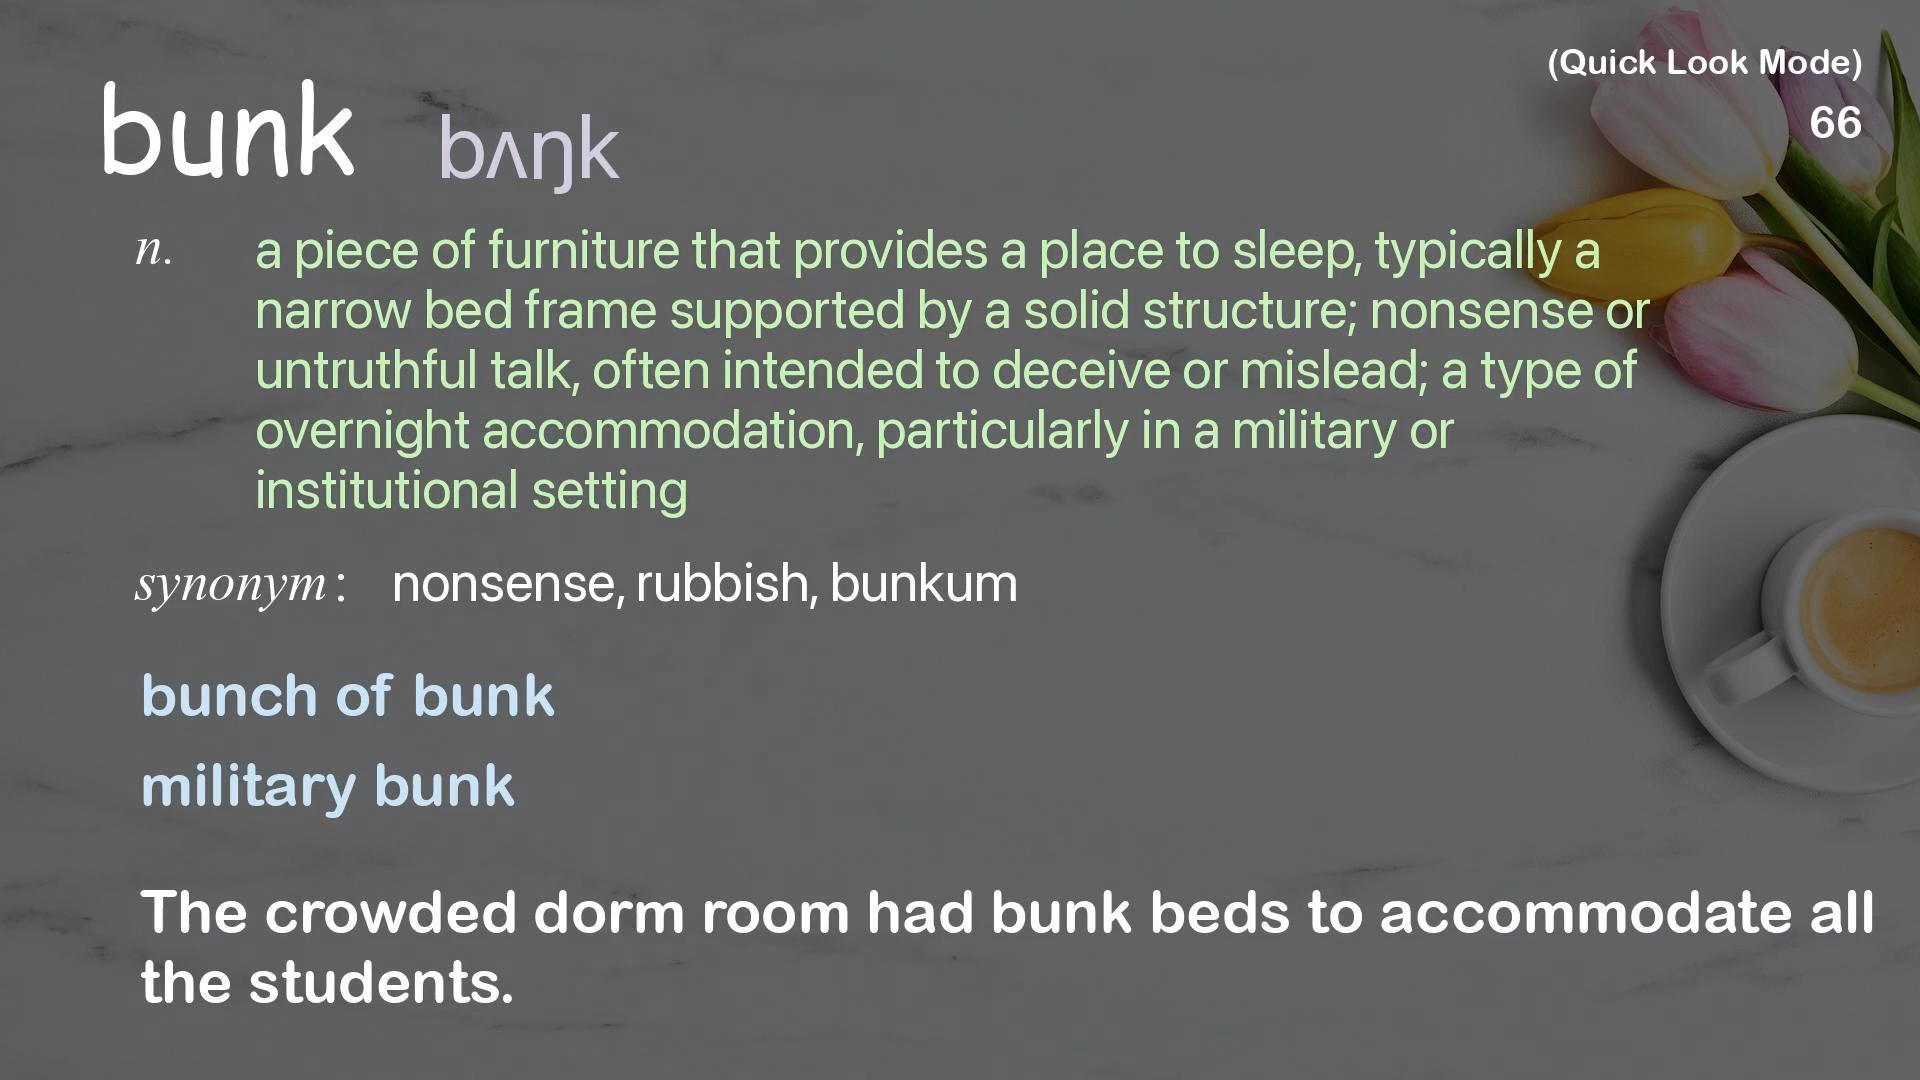 (Quick Look Mode)
66
bunk bʌŋk
n. a piece of furniture that provides a place to sleep, typically a
narrow bed frame supported by a solid structure; nonsense or
untruthful talk, often intended to deceive or mislead; a type of
overnight accommodation, particularly in a military or
institutional setting
synonym: nonsense, rubbish, bunkum
bunch of bunk
military bunk
The crowded dorm room had bunk beds to accommodate all
the students.